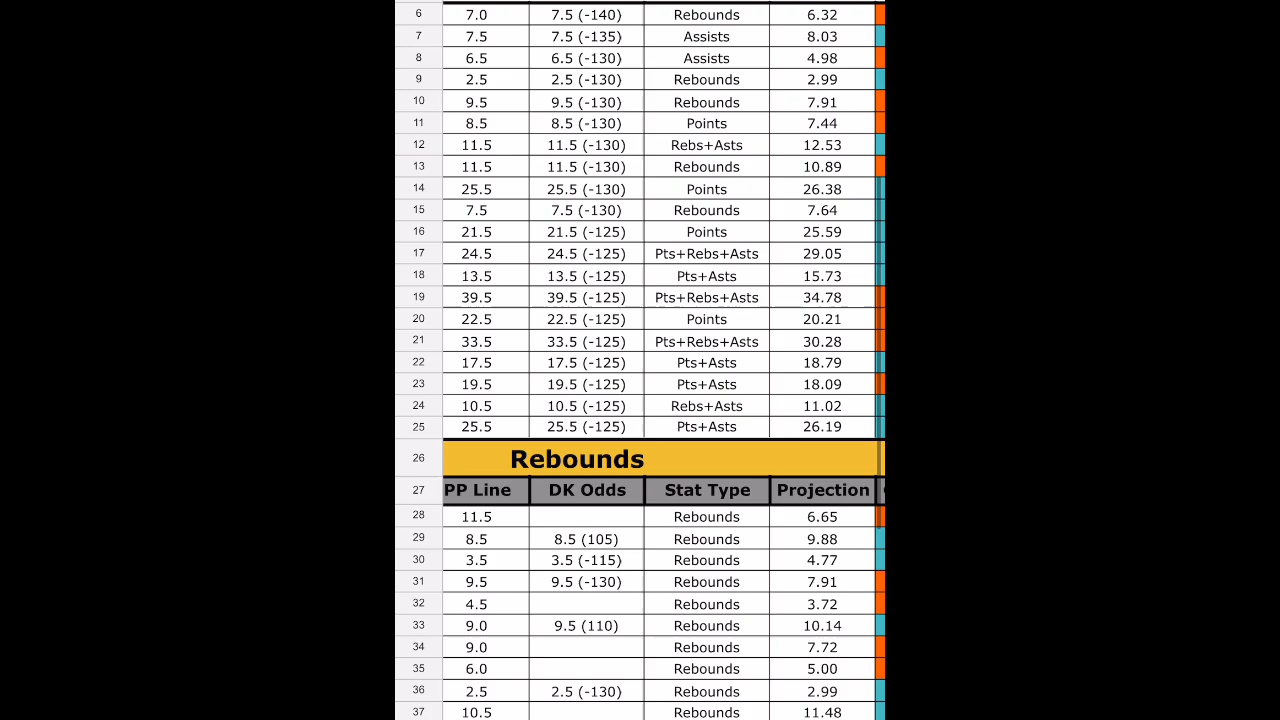 6 7.0 7.5 (-140) Rebounds 6.32
7 7.5 7.5 (-135) Assists 8.03
8 6.5 6.5 (-130) Assists 4.98
9 2.5 2.5 (-130) Rebounds 2.99
10 9.5 9.5 (-130) Rebounds 7.91
11 8.5 8.5 (-130) Points 7.44
12 11.5 11.5 (-130) Rebs+Asts 12.53
13 11.5 11.5 (-130) Rebounds 10.89
14 25.5 25.5 (-130) Points 26.38
15 7.5 7.5 (-130) Rebounds 7.64
16 21.5 21.5 (-125) Points 25.59
17 24.5 24.5 (-125) Pts+Rebs+Asts 29.05
18 13.5 13.5 (-125) Pts+Asts 15.73
19 39.5 39.5 (-125) Pts+Rebs+Asts 34.78
20 22.5 22.5 (-125) Points 20.21
21 33.5 33.5 (-125) Pts+Rebs+Asts 30.28
22 17.5 17.5 (-125) Pts+Asts 18.79
23 19.5 19.5 (-125) Pts+Asts 18.09
24 10.5 10.5 (-125) Rebs+Asts 11.02
25 25.5 25.5 (-125) Pts+Asts 26.19
26 Rebounds
27 PP Line DK Odds Stat Type Projection
28 11.5 Rebounds 6.65
29 8.5 8.5 (105) Rebounds 9.88
30 3.5 3.5 (-115) Rebounds 4.77
31 9.5 9.5 (-130) Rebounds 7.91
32 4.5 Rebounds 3.72
33 9.0 9.5 (110) Rebounds 10.14
34 9.0 Rebounds 7.72
35 6.0 Rebounds 5.00
36 2.5 2.5 (-130) Rebounds 2.99
37 10.5 Rebounds 11.48